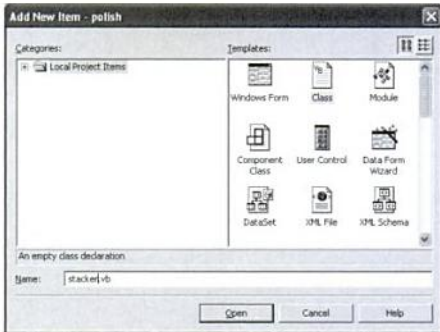 Add New Item - polish
Categories:
Templates:
Local Project Items
Windows Form
Class
Module
Component Class
User Control
Data Form Wizard
DataSet
XML File
XML Schema
An empty class declaration
Name:
stacker.vb
Open
Cancel
Help